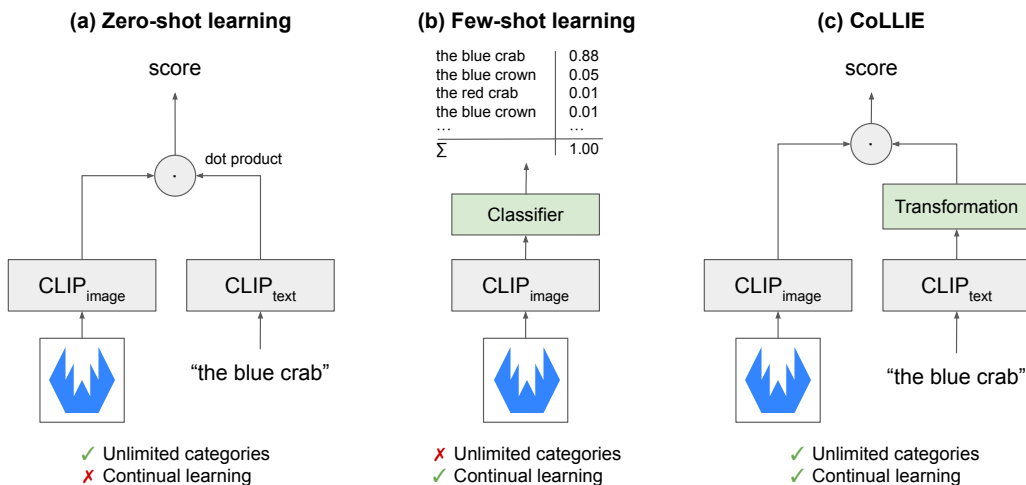 (a) Zero-shot learning
score
dot product
·
CLIPimage
CLIPtext
“the blue crab”
✓ Unlimited categories
✗ Continual learning
(b) Few-shot learning
the blue crab 0.88
the blue crown 0.05
the red crab 0.01
the blue crown 0.01
... ...
Σ 1.00
Classifier
CLIPimage
✗ Unlimited categories
✓ Continual learning
(c) CoLLIE
score
·
Transformation
CLIPimage
CLIPtext
“the blue crab”
✓ Unlimited categories
✓ Continual learning